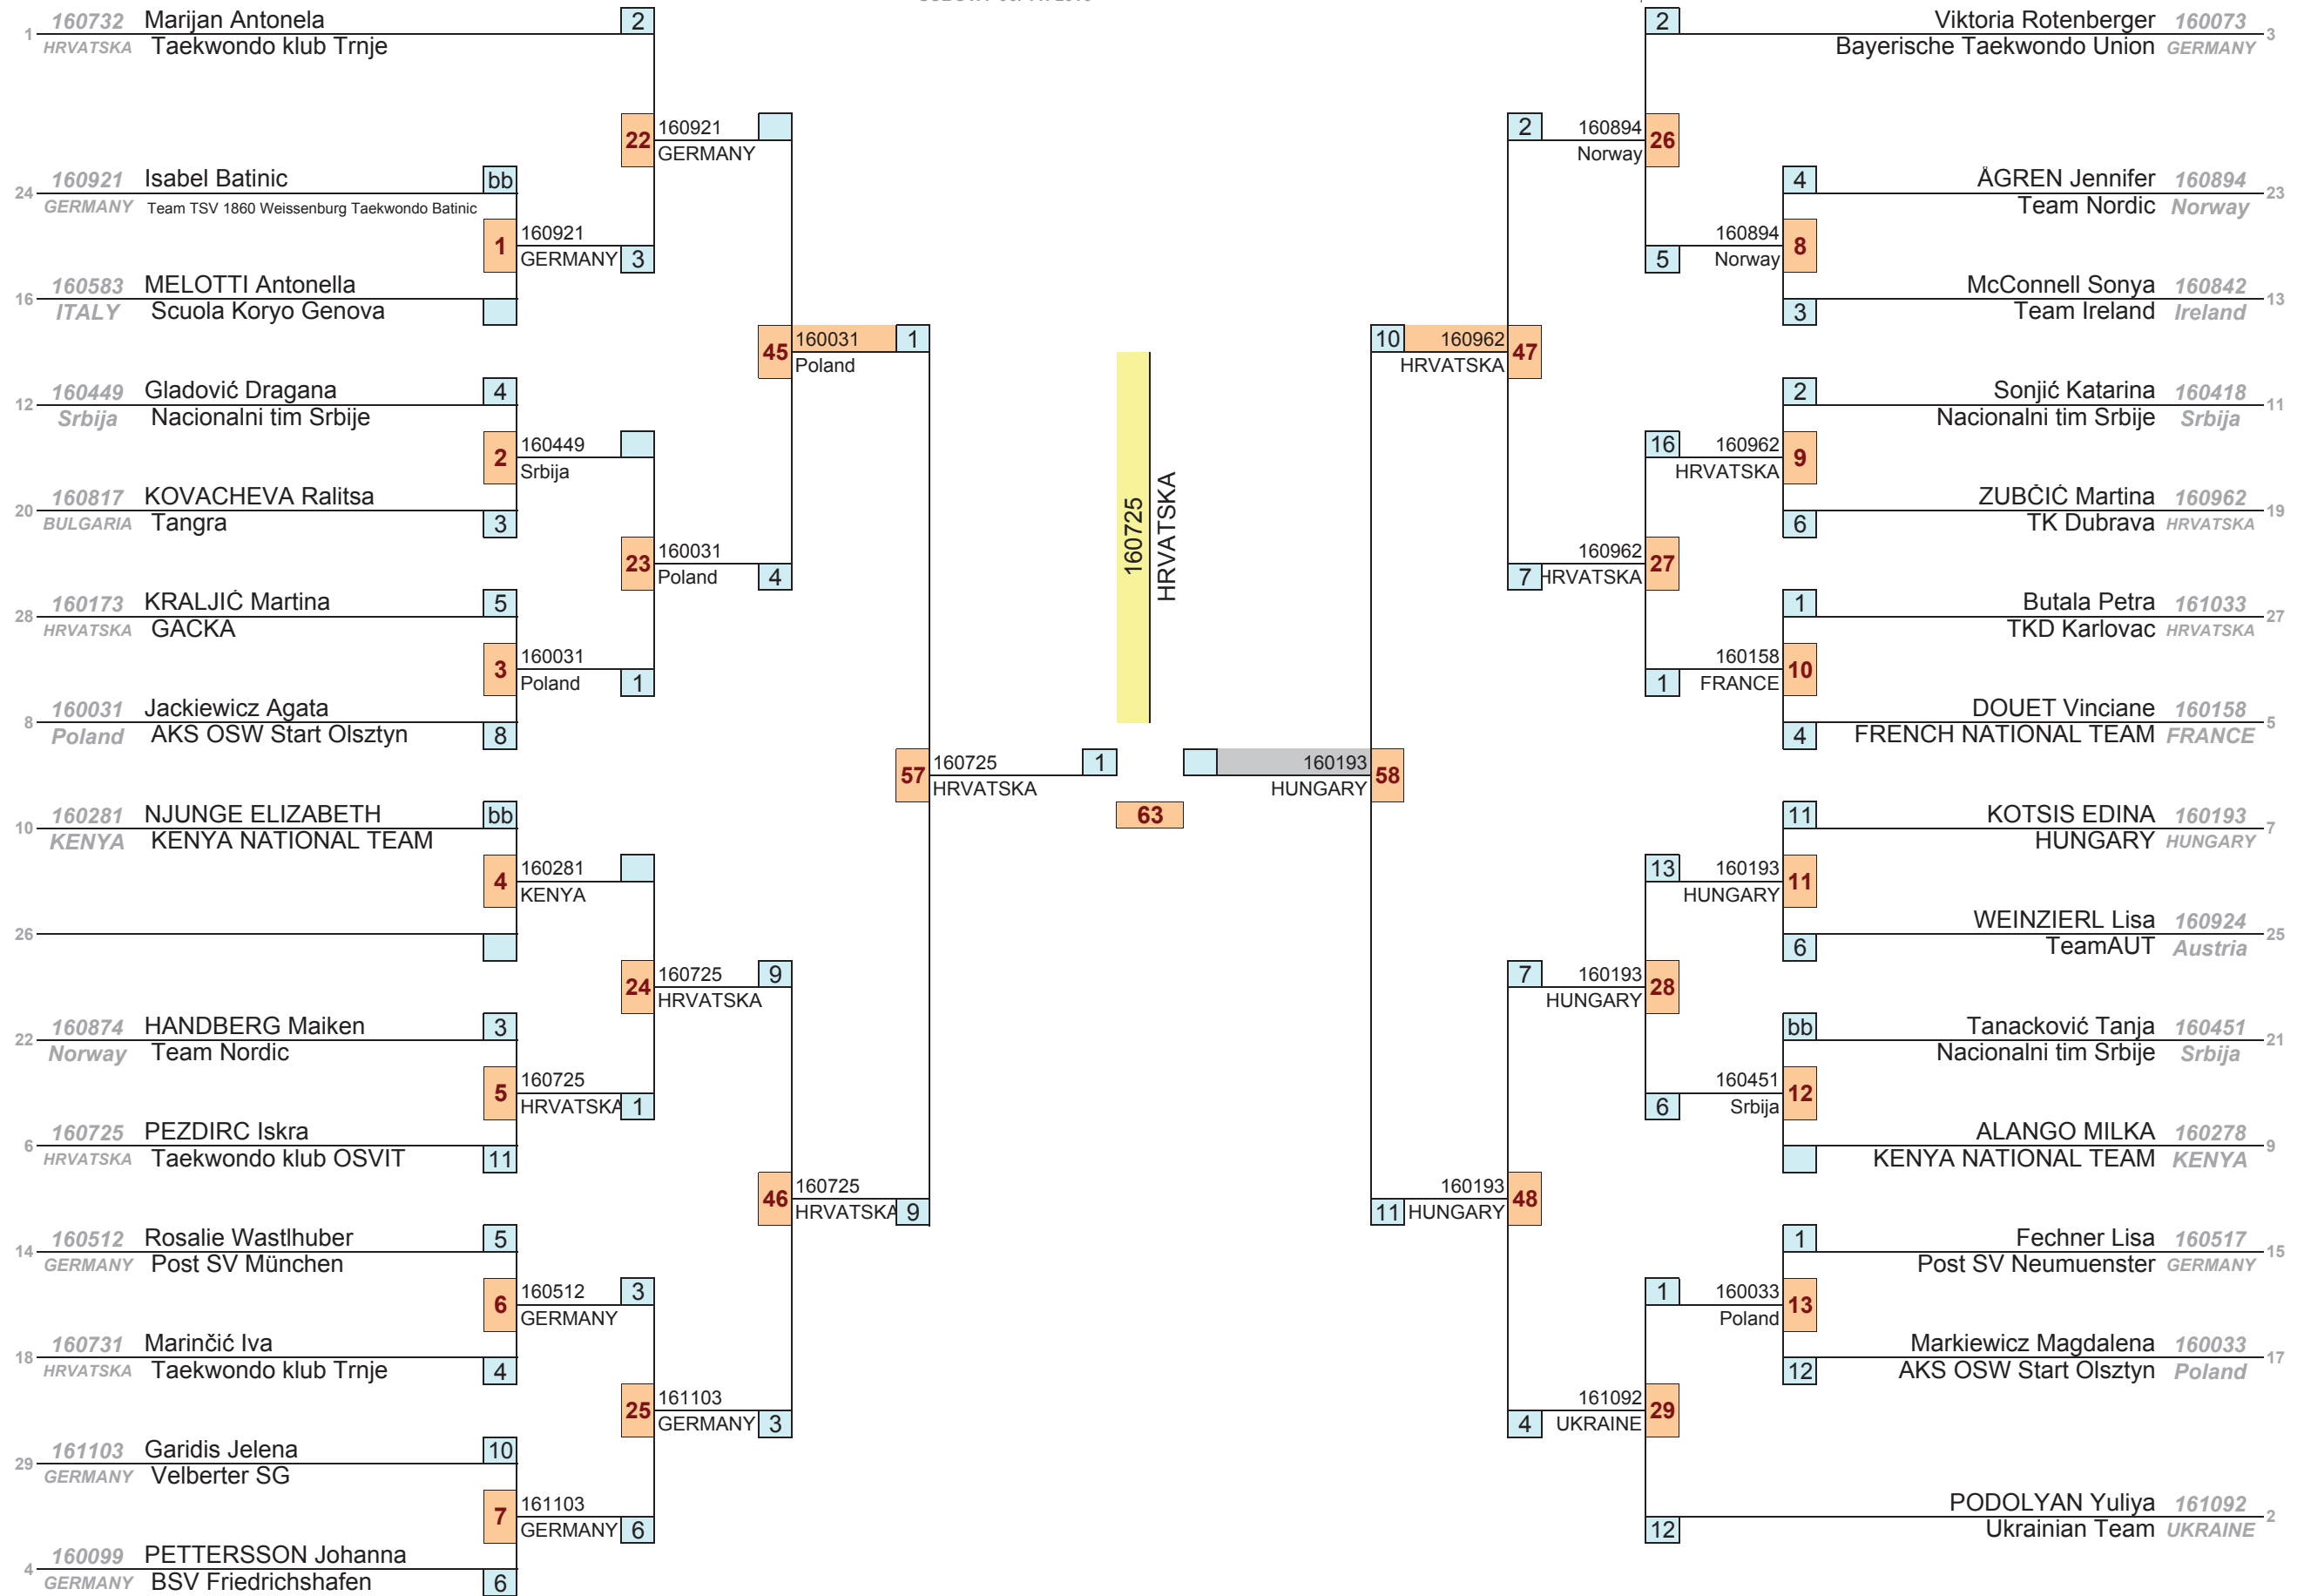 160732 Marijan Antonela 2
1 HRVATSKA Taekwondo klub Trnje
22 160921
GERMANY
160921 Isabel Batinic bb
24 GERMANY Team TSV 1860 Weissenburg Taekwondo Batinic
1 160921
GERMANY 3
160583 MELOTTI Antonella
16 ITALY Scuola Koryo Genova
45 160031 1
Poland
160449 Gladović Dragana 4
12 Srbija Nacionalni tim Srbije
2 160449
Srbija
160817 KOVACHEVA Ralitsa
20 BULGARIA Tangra 3
23 160031
Poland 4
160173 KRALJIĆ Martina 5
28 HRVATSKA GACKA
3 160031
Poland 1
160031 Jackiewicz Agata
8 Poland AKS OSW Start Olsztyn 8
57 160725 1
HRVATSKA
160281 NJUNGE ELIZABETH bb
10 KENYA KENYA NATIONAL TEAM
4 160281
KENYA
26
24 160725 9
HRVATSKA
160874 HANDBERG Maiken 3
22 Norway Team Nordic
5 160725
HRVATSKA 1
160725 PEZDIRC Iskra
6 HRVATSKA Taekwondo klub OSVIT 11
46 160725
HRVATSKA 9
160512 Rosalie Wastlhuber 5
14 GERMANY Post SV München
6 160512 3
GERMANY
160731 Marinčić Iva
18 HRVATSKA Taekwondo klub Trnje 4
25 161103
GERMANY 3
161103 Garidis Jelena 10
29 GERMANY Velberter SG
7 161103
GERMANY 6
160099 PETTERSSON Johanna
4 GERMANY BSV Friedrichshafen 6
160725
HRVATSKA
63
2 Viktoria Rotenberger 160073
Bayerische Taekwondo Union GERMANY 3
2 160894 26
Norway
4 ÅGREN Jennifer 160894
Team Nordic Norway 23
160894 8
5 Norway
McConnell Sonya 160842
3 Team Ireland Ireland 13
10 160962 47
HRVATSKA
2 Sonjić Katarina 160418
Nacionalni tim Srbije Srbija 11
16 160962 9
HRVATSKA
ZUBČIĆ Martina 160962
6 TK Dubrava HRVATSKA 19
160962 27
7 HRVATSKA
1 Butala Petra 161033
TKD Karlovac HRVATSKA 27
160158 10
1 FRANCE
DOUET Vinciane 160158
4 FRENCH NATIONAL TEAM FRANCE 5
160193 58
HUNGARY
11 KOTSIS EDINA 160193
HUNGARY HUNGARY 7
13 160193 11
HUNGARY
WEINZIERL Lisa 160924
6 TeamAUT Austria 25
7 160193 28
HUNGARY
bb Tanacković Tanja 160451
Nacionalni tim Srbije Srbija 21
160451 12
6 Srbija
ALANGO MILKA 160278
KENYA NATIONAL TEAM KENYA 9
160193 48
11 HUNGARY
1 Fechner Lisa 160517
Post SV Neumuenster GERMANY 15
1 160033 13
Poland
Markiewicz Magdalena 160033
12 AKS OSW Start Olsztyn Poland 17
161092 29
4 UKRAINE
PODOLYAN Yuliya 161092
12 Ukrainian Team UKRAINE 2